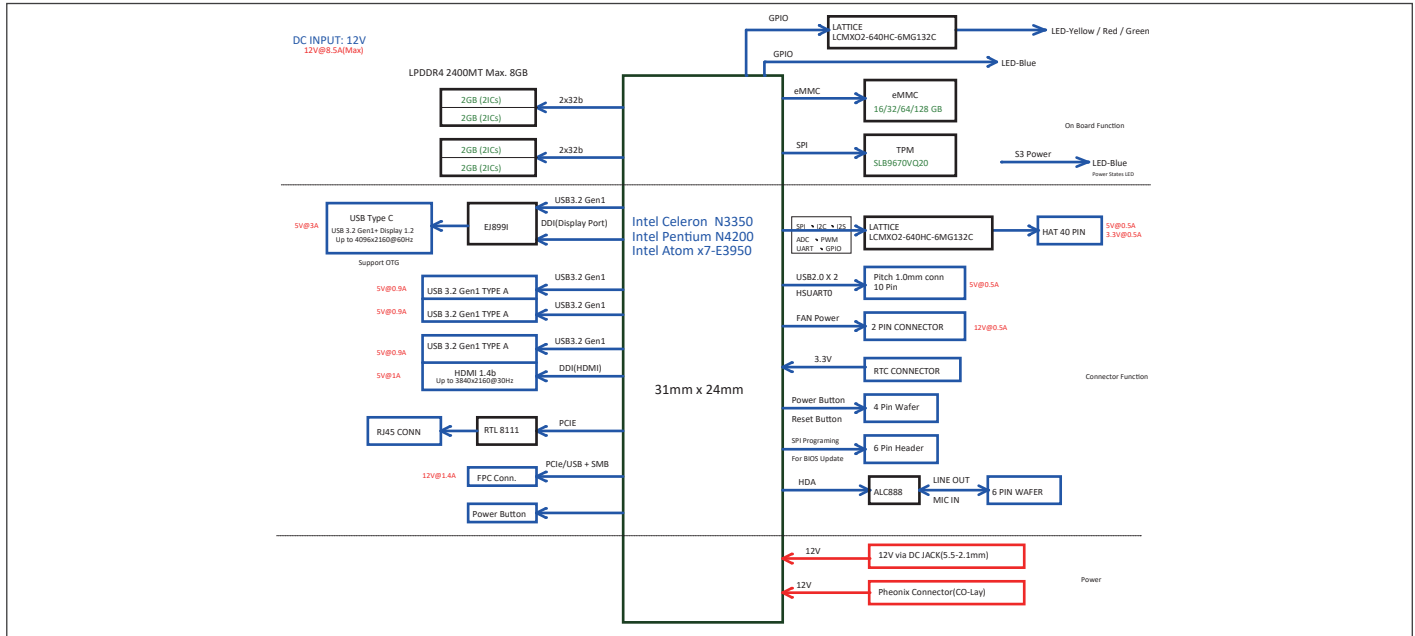 DC INPUT: 12V
12V@8.5A(Max)
LPDDR4 2400MT Max. 8GB
2GB (2ICs)
2GB (2ICs)
2x32b
2GB (2ICs)
2GB (2ICs)
2x32b
GPIO
LATTICE
LCMXO2-640HC-6MG132C
LED-Yellow / Red / Green
GPIO
LED-Blue
eMMC
eMMC
16/32/64/128 GB
On Board Function
SPI
TPM
SLB9670VQ20
S3 Power
LED-Blue
Power States LED
5V@3A
USB Type C
USB 3.2 Gen1+ Display 1.2
Up to 4096x2160@60Hz
Support OTG
EJ899I
USB3.2 Gen1
DDI(Display Port)
5V@0.9A
USB 3.2 Gen1 TYPE A
USB3.2 Gen1
5V@0.9A
USB 3.2 Gen1 TYPE A
USB3.2 Gen1
5V@0.9A
USB 3.2 Gen1 TYPE A
USB3.2 Gen1
5V@1A
HDMI 1.4b
Up to 3840x2160@30Hz
DDI(HDMI)
RJ45 CONN
RTL 8111
PCIE
12V@1.4A
FPC Conn.
PCIe/USB + SMB
Power Button
Intel Celeron N3350
Intel Pentium N4200
Intel Atom x7-E3950
31mm x 24mm
SPI、I2C、I2S
ADC、PWM
UART、GPIO
LATTICE
LCMXO2-640HC-6MG132C
HAT 40 PIN
5V@0.5A
3.3V@0.5A
USB2.0 X 2
HSUART0
Pitch 1.0mm conn
10 Pin
5V@0.5A
FAN Power
2 PIN CONNECTOR
12V@0.5A
3.3V
RTC CONNECTOR
Connector Function
Power Button
Reset Button
4 Pin Wafer
SPI Programing
For BIOS Update
6 Pin Header
HDA
ALC888
LINE OUT
MIC IN
6 PIN WAFER
12V
12V via DC JACK(5.5-2.1mm)
Power
12V
Pheonix Connector(CO-Lay)